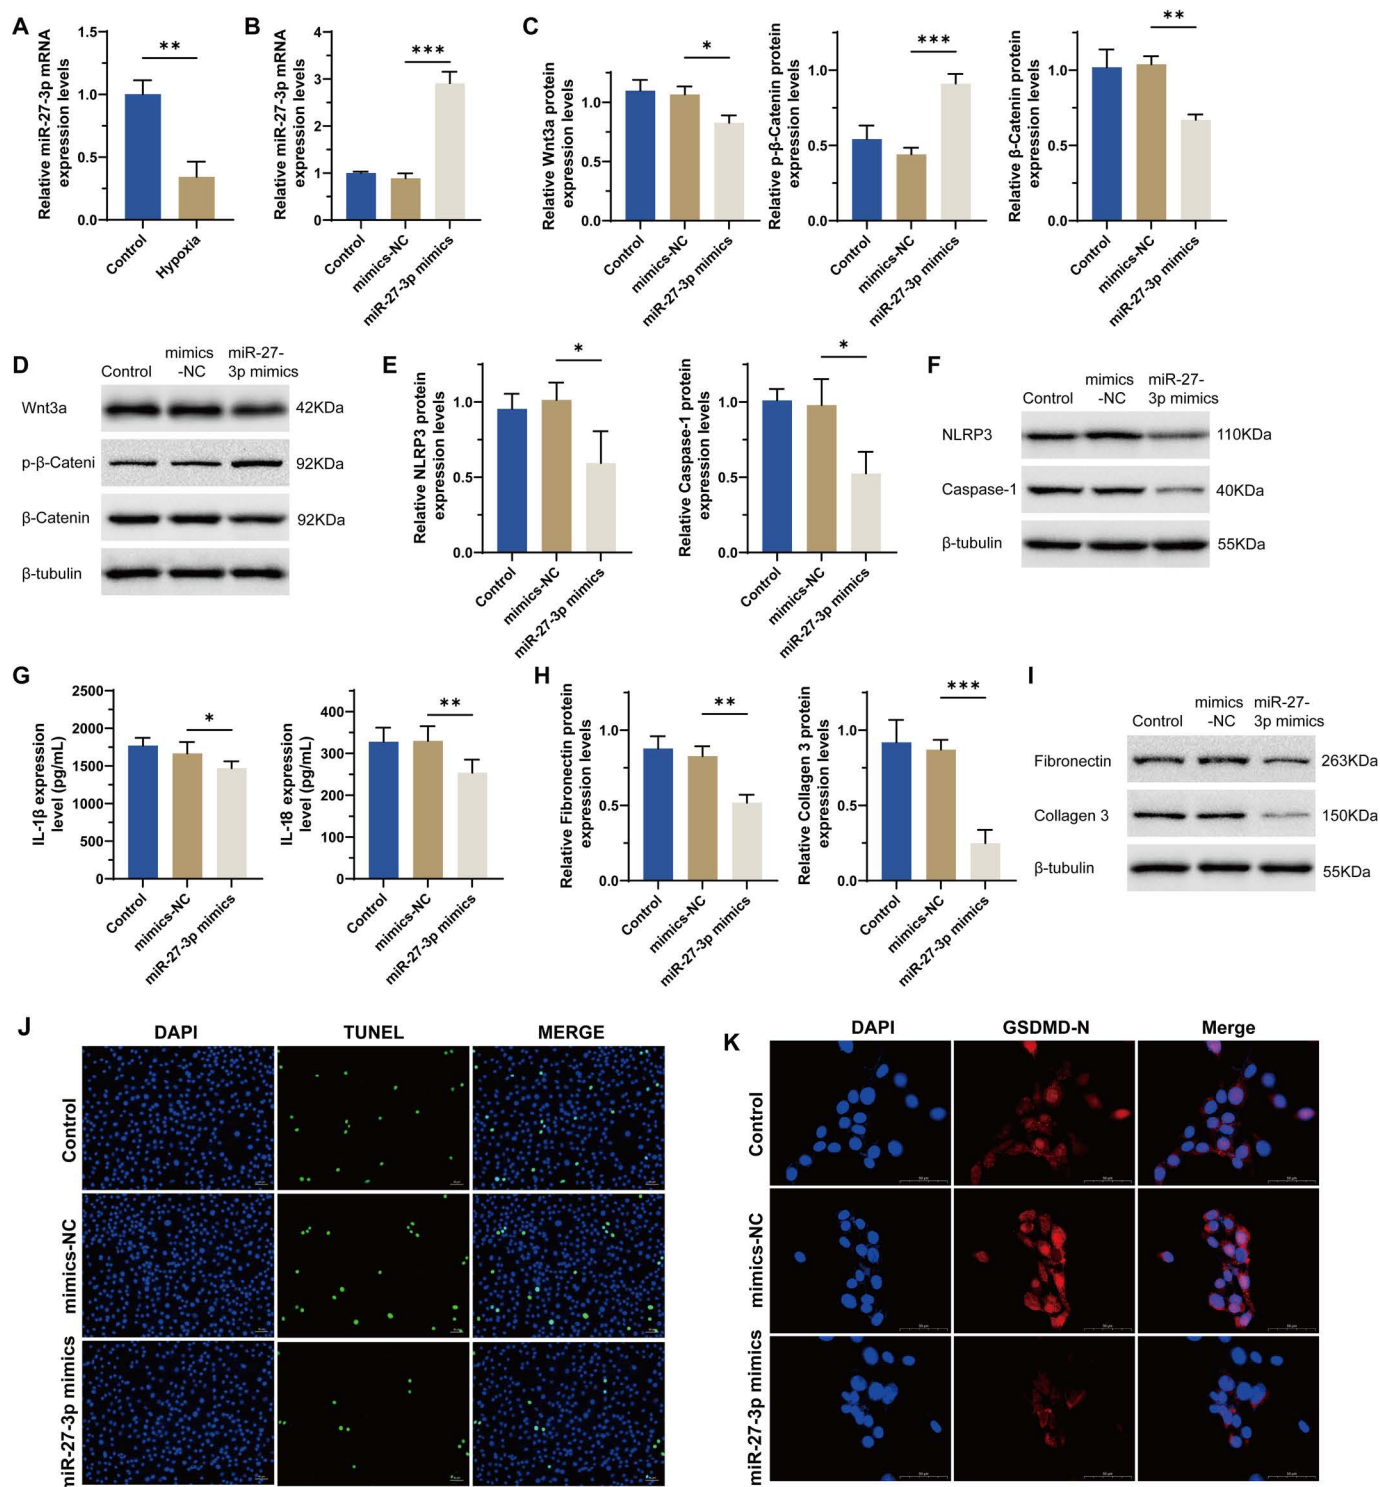 A
Relative miR-27-3p mRNA
expression levels
1.5
1.0
0.5
0.0
**
Control
Hypoxia
B
Relative miR-27-3p mRNA
expression levels
4
3
2
1
0
***
Control
mimics-NC
miR-27-3p mimics
C
Relative Wnt3a protein
expression levels
1.0
0.5
0.0
*
Control
mimics-NC
miR-27-3p mimics
Relative p-β-Catenin protein
expression levels
1.0
0.5
0.0
***
Control
mimics-NC
miR-27-3p mimics
Relative β-Catenin protein
expression levels
1.0
0.5
0.0
**
Control
mimics-NC
miR-27-3p mimics
D
Control
mimics
-NC
miR-27-
3p mimics
Wnt3a
42KDa
p-β-Cateni
92KDa
β-Catenin
92KDa
β-tubulin
E
Relative NLRP3 protein
expression levels
1.0
0.5
0.0
*
Control
mimics-NC
miR-27-3p mimics
Relative Caspase-1 protein
expression levels
1.0
0.5
0.0
*
Control
mimics-NC
miR-27-3p mimics
F
Control
mimics
-NC
miR-27-
3p mimics
NLRP3
110KDa
Caspase-1
40KDa
β-tubulin
55KDa
G
IL-1β expression
level (pg/mL)
2500
2000
1500
1000
500
0
*
Control
mimics-NC
miR-27-3p mimics
IL-18 expression
level (pg/mL)
400
300
200
100
0
**
Control
mimics-NC
miR-27-3p mimics
H
Relative Fibronectin protein
expression levels
1.0
0.5
0.0
**
Control
mimics-NC
miR-27-3p mimics
Relative Collagen 3 protein
expression levels
1.0
0.5
0.0
***
Control
mimics-NC
miR-27-3p mimics
I
Control
mimics
-NC
miR-27-
3p mimics
Fibronectin
263KDa
Collagen 3
150KDa
β-tubulin
55KDa
J
DAPI
TUNEL
MERGE
Control
mimics-NC
miR-27-3p mimics
K
DAPI
GSDMD-N
Merge
Control
mimics-NC
miR-27-3p mimics